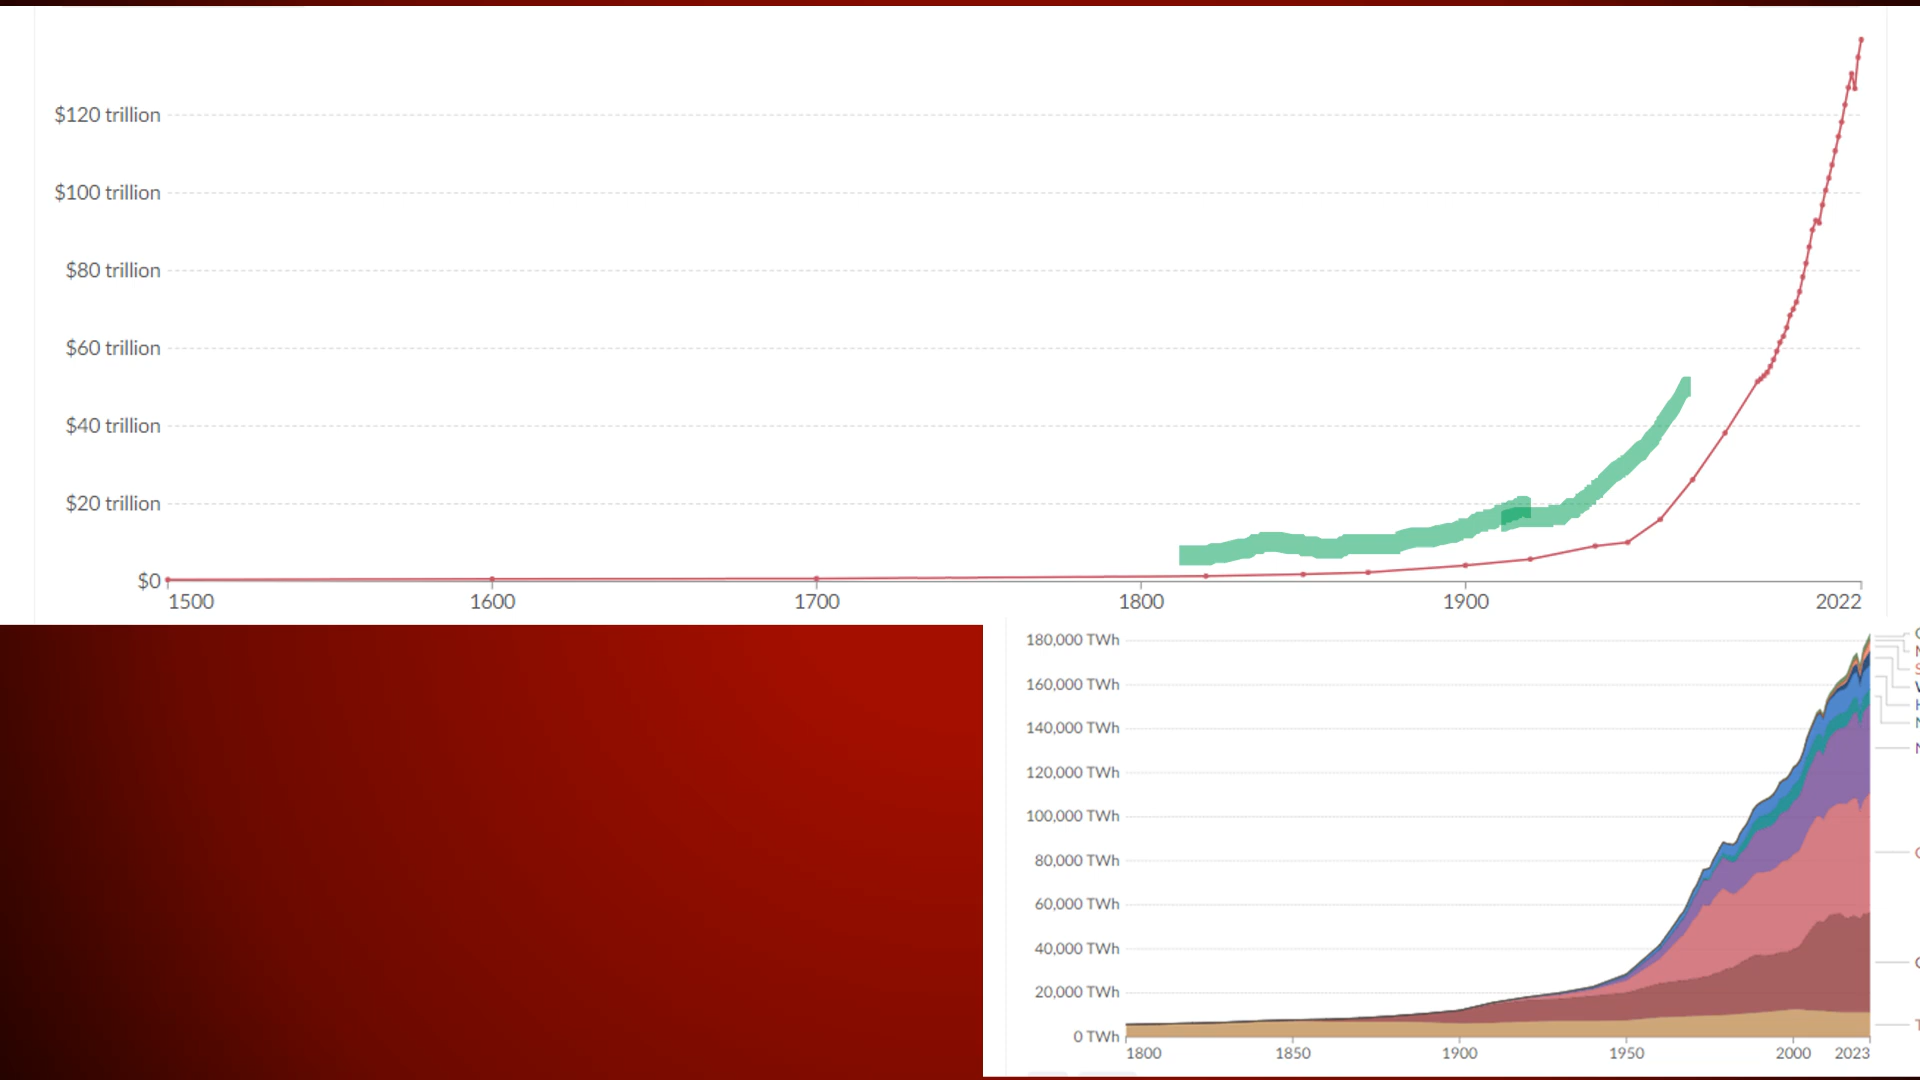 $120 trillion
$100 trillion
$80 trillion
$60 trillion
$40 trillion
$20 trillion
$0
1500 1600 1700 1800 1900 2022
180,000 TWh
160,000 TWh
140,000 TWh
120,000 TWh
100,000 TWh
80,000 TWh
60,000 TWh
40,000 TWh
20,000 TWh
0 TWh
1800 1850 1900 1950 2000 2023